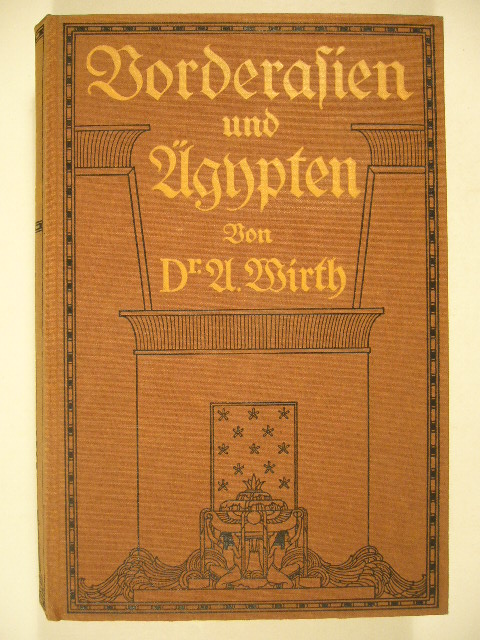 Vorderaſien
und
Ägypten
Von
Dr. A. Wirth